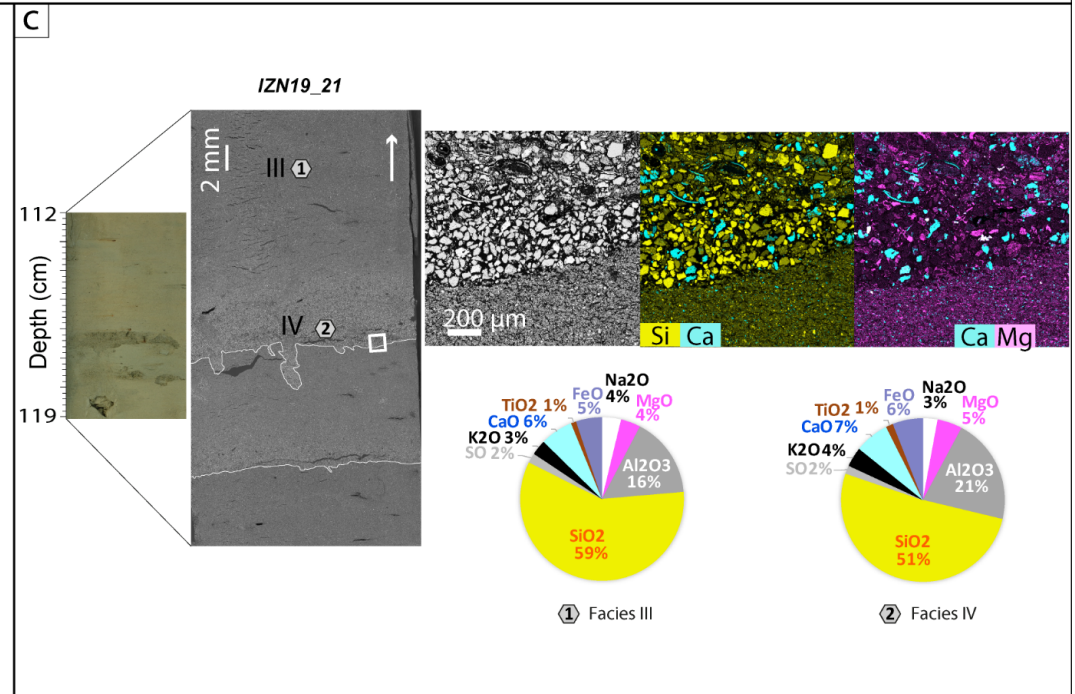 C
IZN19_21
2 mm
III 1
112
Depth (cm)
119
IV 2
200 µm
Si Ca
Ca Mg
Na2O
4%
FeO
5%
MgO
4%
TiO2 1%
CaO 6%
K2O 3%
SO 2%
Al2O3
16%
SiO2
59%
Na2O
3%
FeO
6%
MgO
5%
TiO2 1%
CaO 7%
K2O 4%
SO2%
Al2O3
21%
SiO2
51%
1 Facies III
2 Facies IV